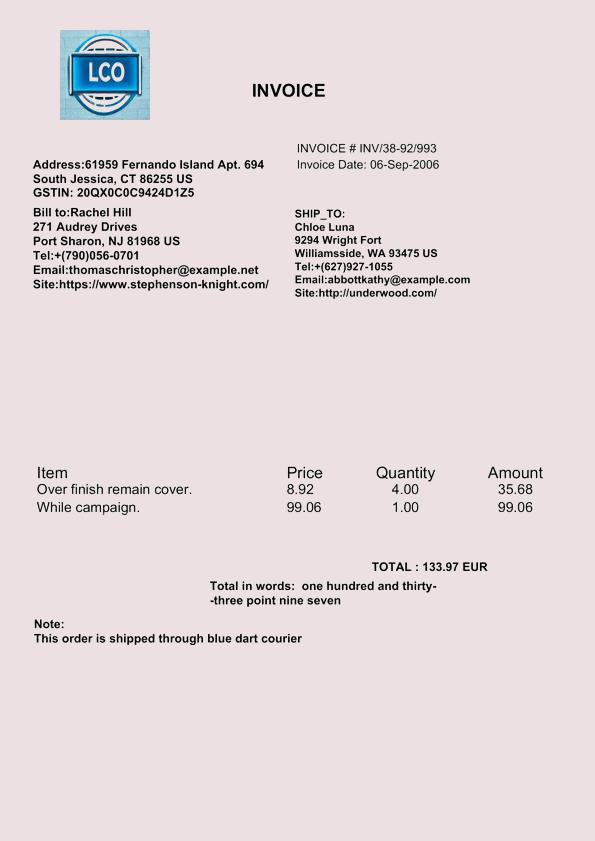 LCO
INVOICE
INVOICE # INV/38-92/993
Invoice Date: 06-Sep-2006
Address:61959 Fernando Island Apt. 694
South Jessica, CT 86255 US
GSTIN: 20QX0C0C9424D1Z5
Bill to:Rachel Hill
271 Audrey Drives
Port Sharon, NJ 81968 US
Tel:+(790)056-0701
Email:thomaschristopher@example.net
Site:https://www.stephenson-knight.com/
SHIP_TO:
Chloe Luna
9294 Wright Fort
Williamsside, WA 93475 US
Tel:+(627)927-1055
Email:abbottkathy@example.com
Site:http://underwood.com/
Item Price Quantity Amount
Over finish remain cover. 8.92 4.00 35.68
While campaign. 99.06 1.00 99.06
TOTAL : 133.97 EUR
Total in words:  one hundred and thirty-
-three point nine seven
Note:
This order is shipped through blue dart courier